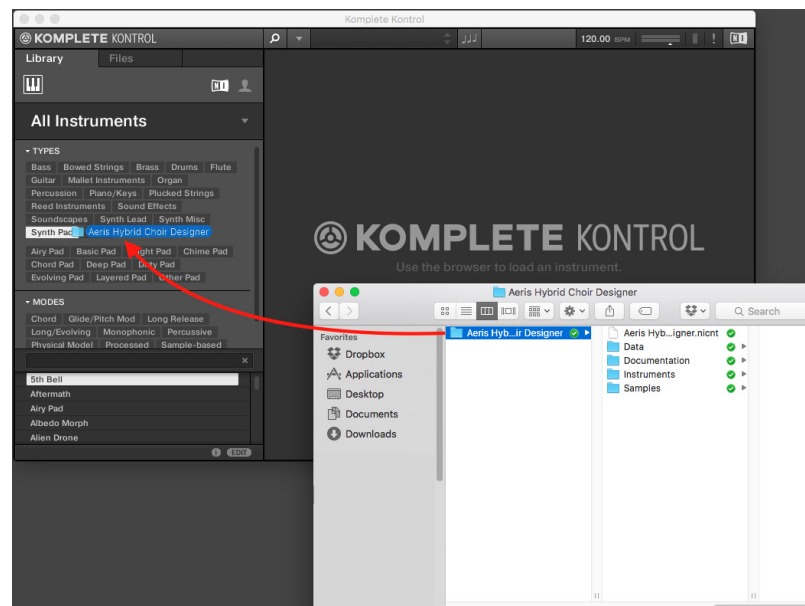 Komplete Kontrol
KOMPLETE KONTROL
120.00 BPM
!
NI
Library Files
NI
All Instruments
TYPES
Bass Bowed Strings Brass Drums Flute
Guitar Mallet Instruments Organ
Percussion Piano/Keys Plucked Strings
Reed Instruments Sound Effects
Soundscapes Synth Lead Synth Misc
Synth Pad Aeris Hybrid Choir Designer
Airy Pad Basic Pad Chime Pad
Chord Pad Deep Pad Dirty Pad
Evolving Pad Layered Pad Other Pad
MODES
Chord Glide/Pitch Mod Long Release
Long/Evolving Monophonic Percussive
Physical Model Processed Sample-based
5th Bell
Aftermath
Airy Pad
Albedo Morph
Alien Drone
EDIT
KOMPLETE KONTROL
Use the browser to load an instrument.
Aeris Hybrid Choir Designer
Search
Favorites
Dropbox
Applications
Desktop
Documents
Downloads
Aeris Hyb...ir Designer
Aeris Hyb...igner.nicnt
Data
Documentation
Instruments
Samples